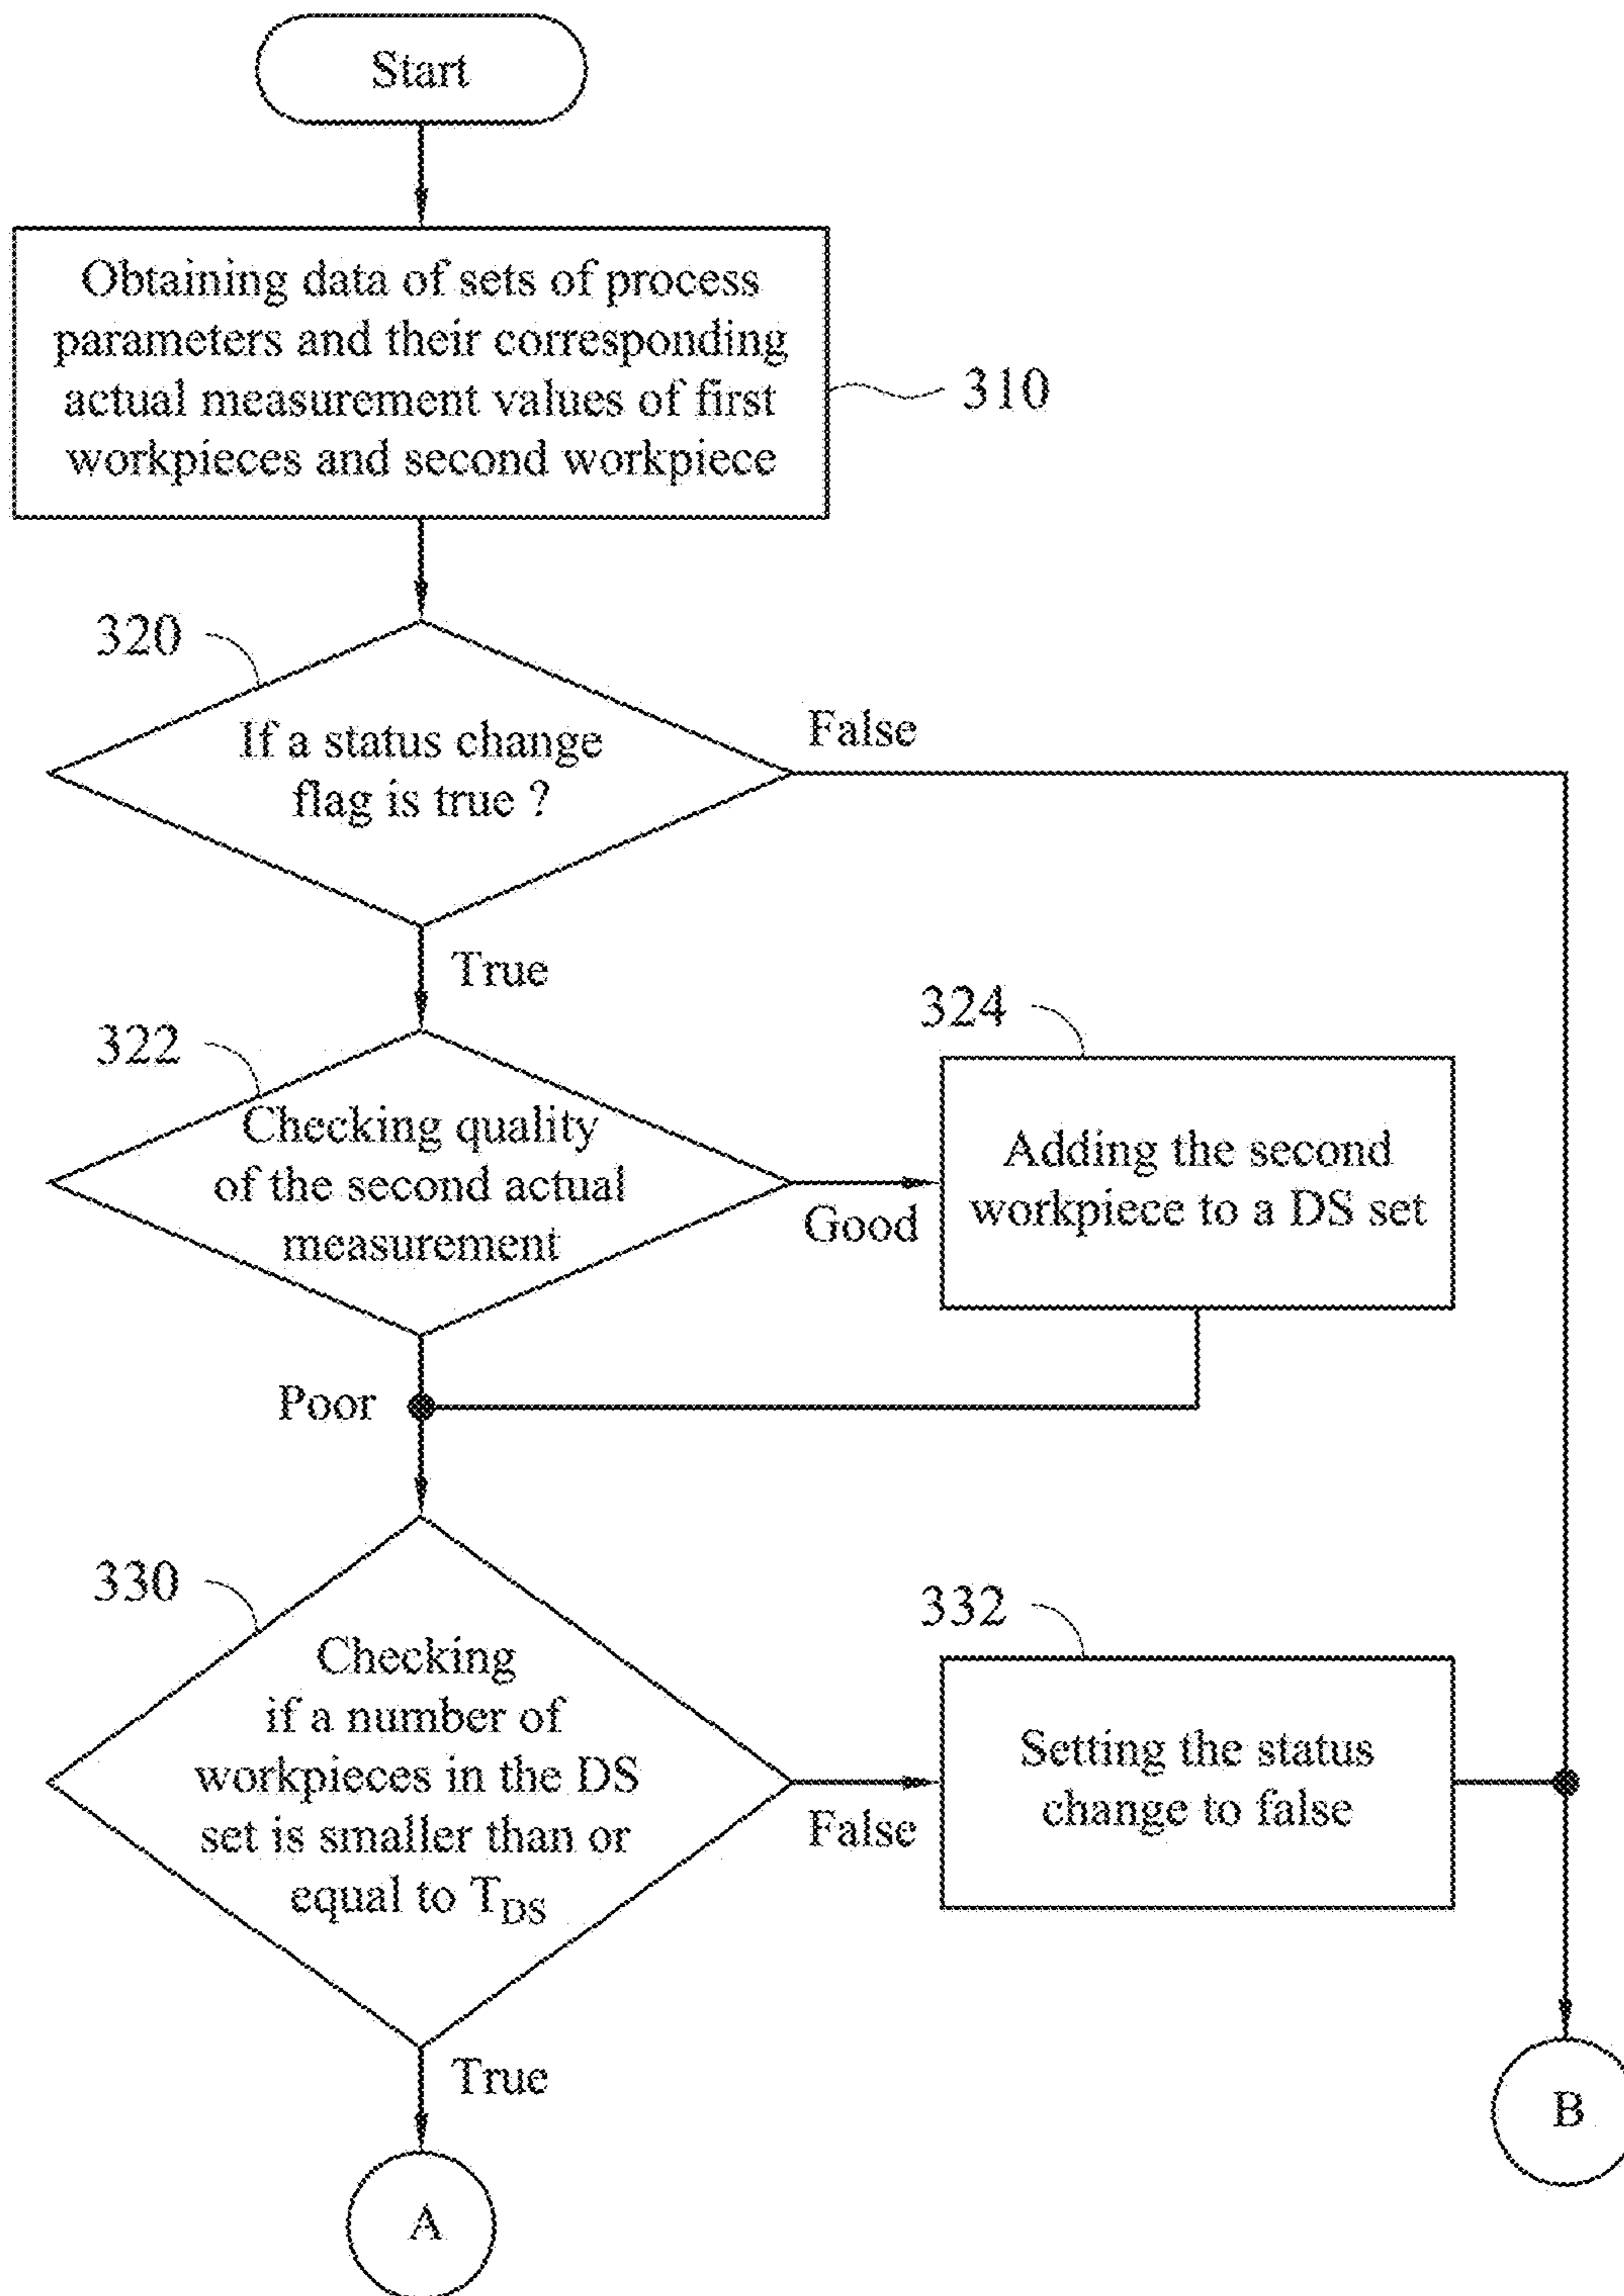 Start
Obtaining data of sets of process
parameters and their corresponding
actual measurement values of first
workpieces and second workpiece
310
320
If a status change
flag is true ?
False
True
322
Checking quality
of the second actual
measurement
Good
324
Adding the second
workpiece to a DS set
Poor
330
Checking
if a number of
workpieces in the DS
set is smaller than or
equal to T_DS
False
332
Setting the status
change to false
True
A
B